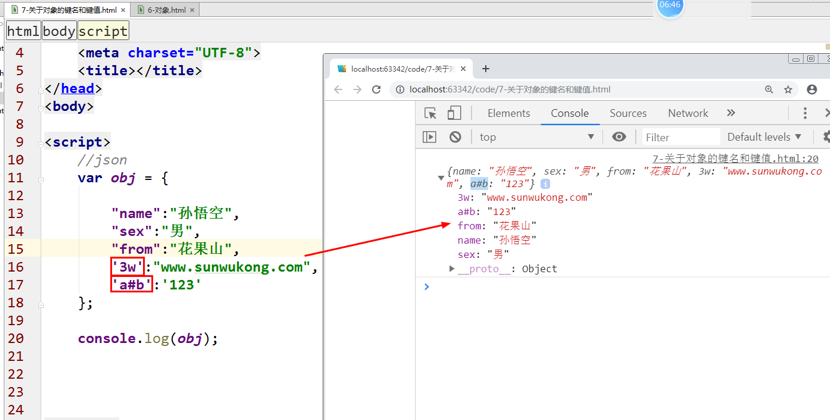 7-关于对象的键名和键值.html
6-对象.html
06:46
html body script
4 <meta charset="UTF-8">
5 <title></title>
6 </head>
7 <body>
8
9 <script>
10 //json
11 var obj = {
12
13 "name":"孙悟空",
14 "sex":"男",
15 "from":"花果山",
16 '3w':"www.sunwukong.com",
17 'a#b':'123'
18 };
19
20 console.log(obj);
21
22
23
24
localhost:63342/code/7-关于对
localhost:63342/code/7-关于对象的键名和键值.html
Elements Console Sources Network »
top Filter Default levels ▼
7-关于对象的键名和键值.html:20
{name: "孙悟空", sex: "男", from: "花果山", 3w: "www.sunwukong.co
m", a#b: "123"}
3w: "www.sunwukong.com"
a#b: "123"
from: "花果山"
name: "孙悟空"
sex: "男"
__proto__: Object
>